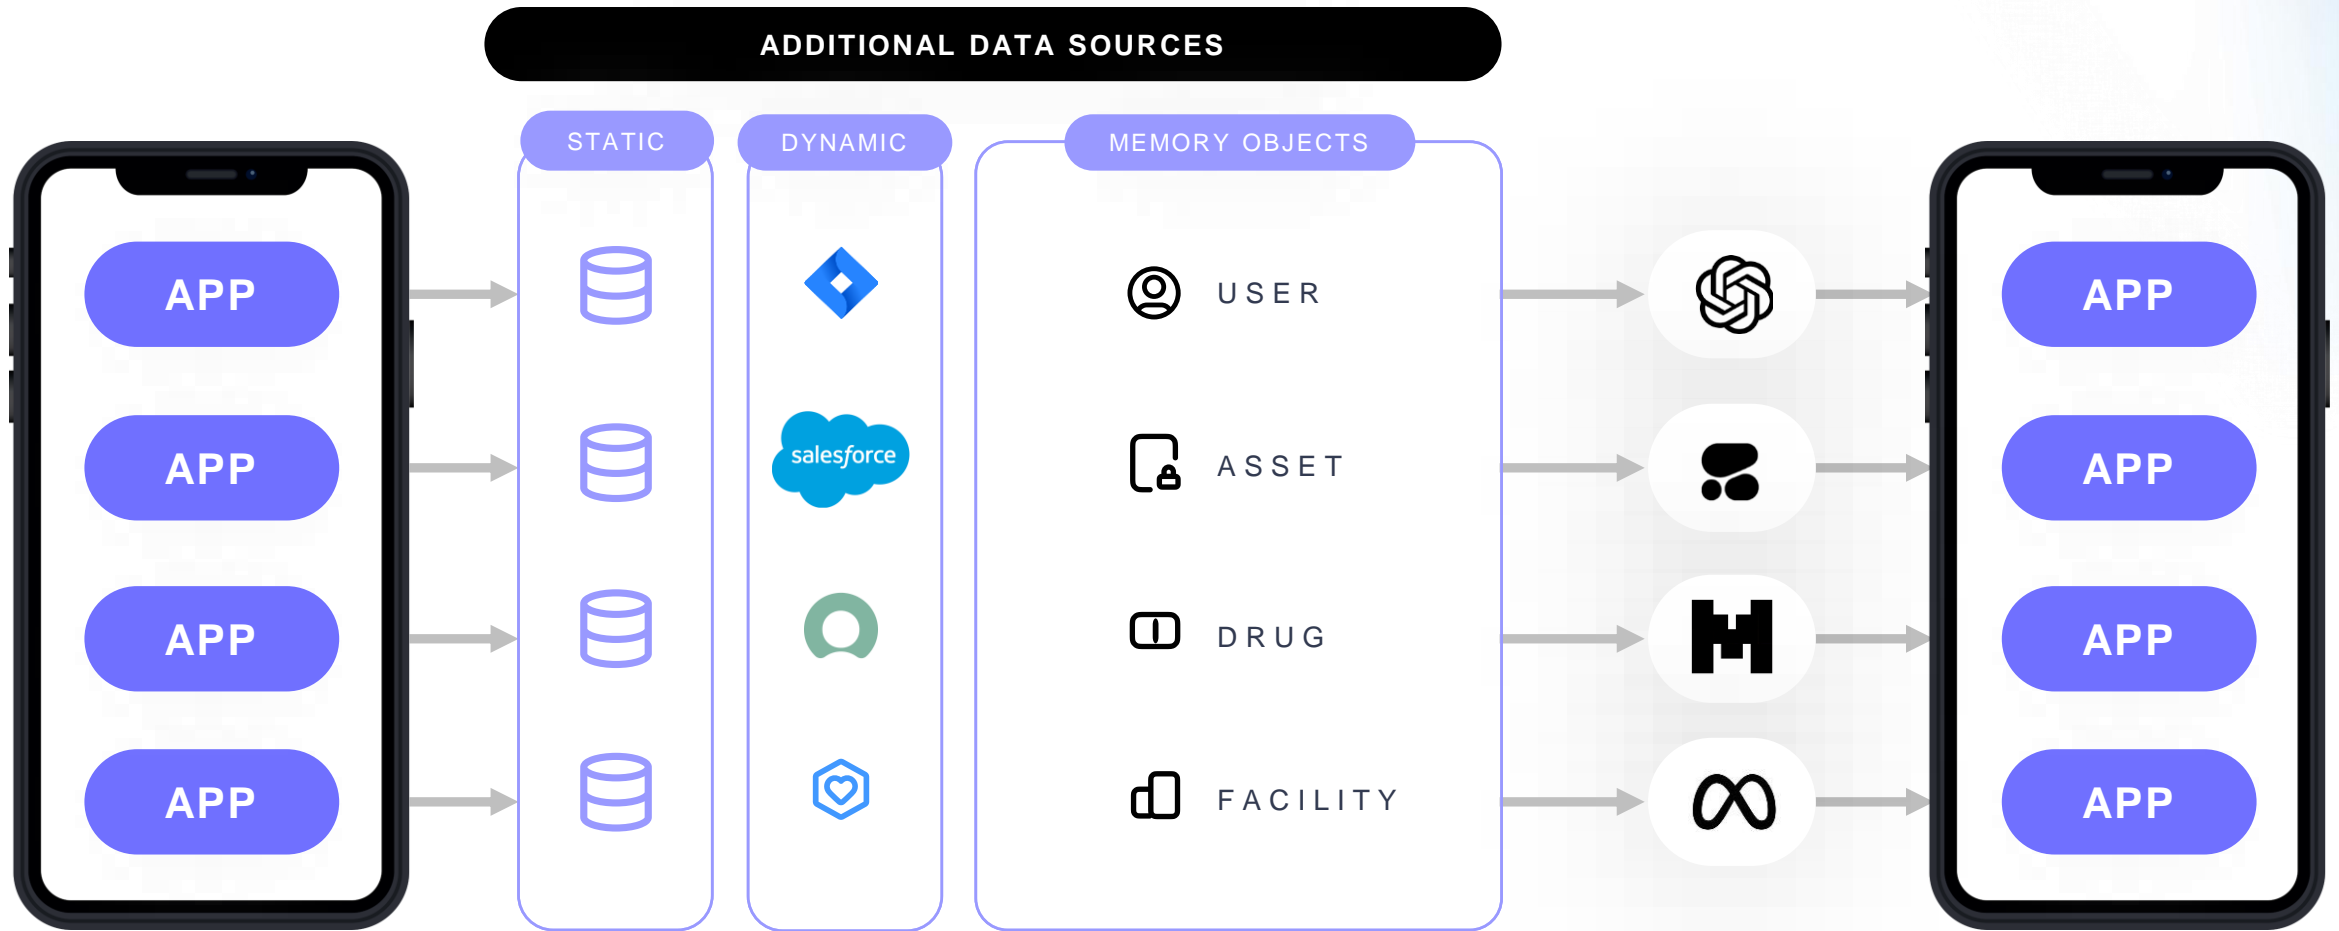 ADDITIONAL DATA SOURCES
STATIC
DYNAMIC
MEMORY OBJECTS
APP
USER
APP
APP
salesforce
ASSET
APP
APP
DRUG
APP
APP
FACILITY
APP